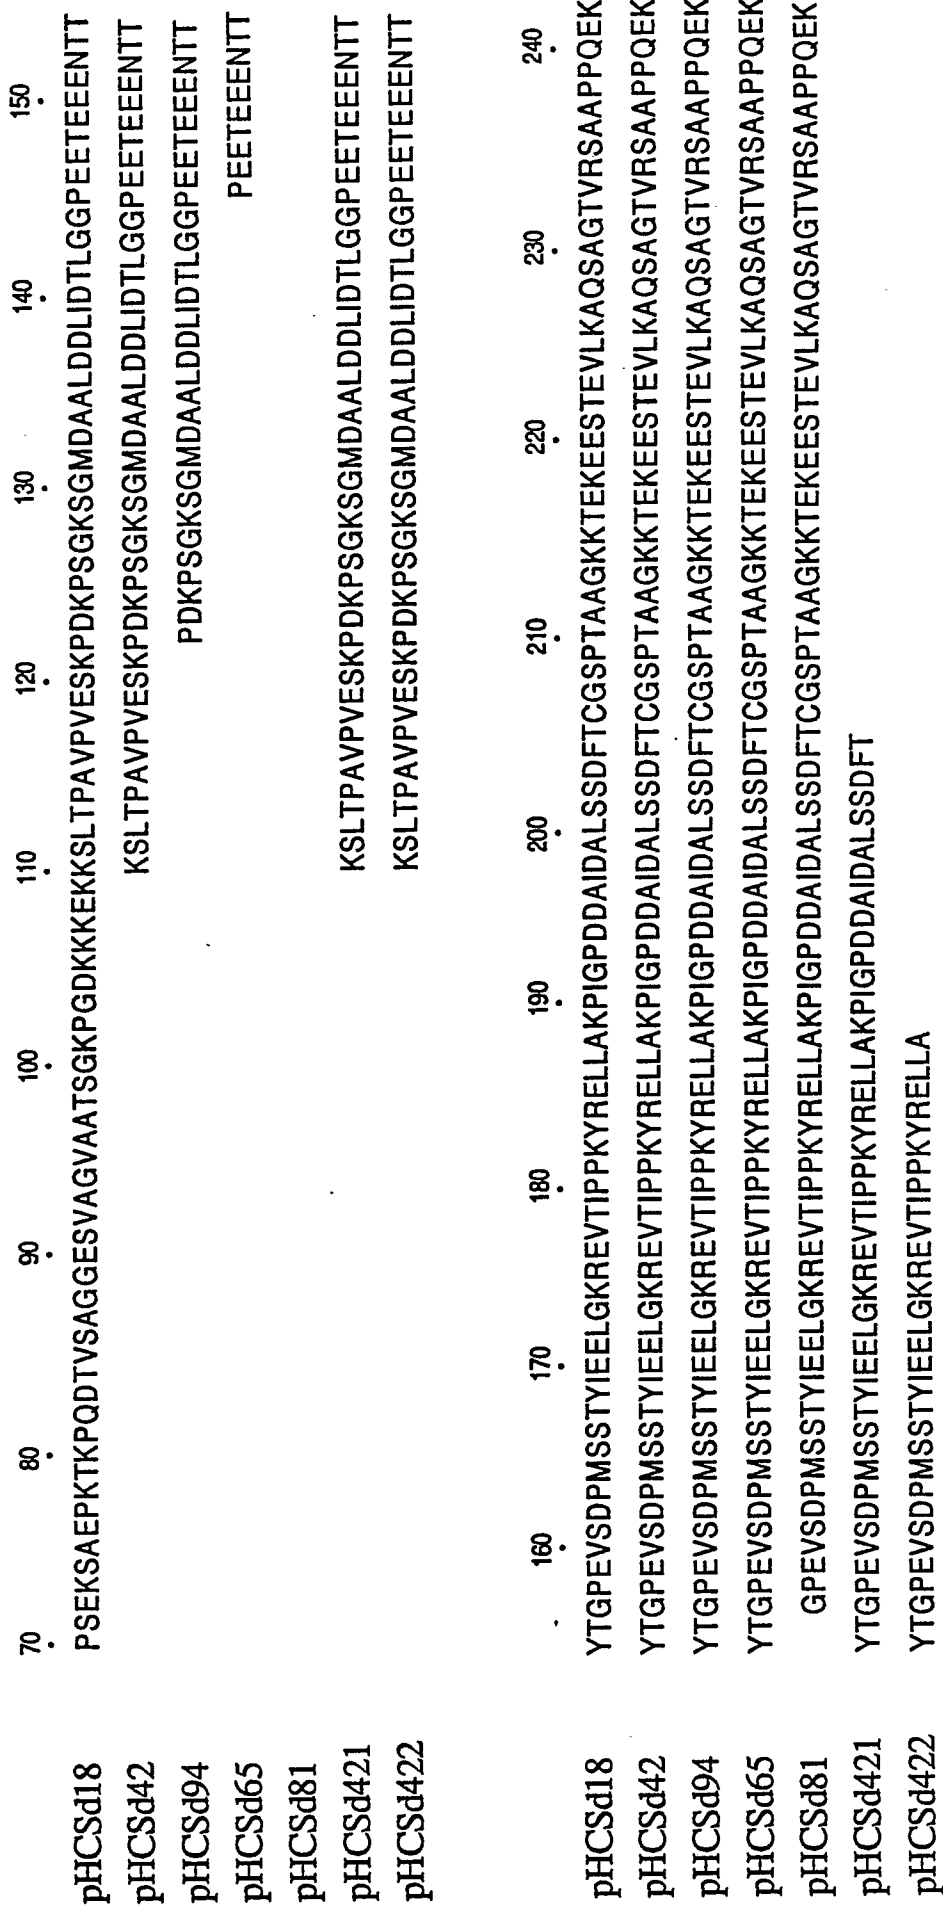 70 80 90 100 110 120 130 140 150
pHCSd18 PSEKSAEPKTKPQDTVSAGGESVAGVAATSGKPGDKKKEKKSLTPAVPVESKPDKPSGKSGMDAALDDLIDTLGGPEETEEENTT
pHCSd42 KSLTPAVPVESKPDKPSGKSGMDAALDDLIDTLGGPEETEEENTT
pHCSd94 PDKPSGKSGMDAALDDLIDTLGGPEETEEENTT
pHCSd65 PEETEEENTT
pHCSd81
pHCSd421 KSLTPAVPVESKPDKPSGKSGMDAALDDLIDTLGGPEETEEENTT
pHCSd422 KSLTPAVPVESKPDKPSGKSGMDAALDDLIDTLGGPEETEEENTT
160 170 180 190 200 210 220 230 240
pHCSd18 YTGPEVSDPMSSTYIEELGKREVTIPPKYRELLAKPIGPDDAIDALSSDFTCGSPTAAGKKTEKEESTEVLKAQSAGTVRSAAPPQEK
pHCSd42 YTGPEVSDPMSSTYIEELGKREVTIPPKYRELLAKPIGPDDAIDALSSDFTCGSPTAAGKKTEKEESTEVLKAQSAGTVRSAAPPQEK
pHCSd94 YTGPEVSDPMSSTYIEELGKREVTIPPKYRELLAKPIGPDDAIDALSSDFTCGSPTAAGKKTEKEESTEVLKAQSAGTVRSAAPPQEK
pHCSd65 YTGPEVSDPMSSTYIEELGKREVTIPPKYRELLAKPIGPDDAIDALSSDFTCGSPTAAGKKTEKEESTEVLKAQSAGTVRSAAPPQEK
pHCSd81 GPEVSDPMSSTYIEELGKREVTIPPKYRELLAKPIGPDDAIDALSSDFTCGSPTAAGKKTEKEESTEVLKAQSAGTVRSAAPPQEK
pHCSd421 YTGPEVSDPMSSTYIEELGKREVTIPPKYRELLAKPIGPDDAIDALSSDFT
pHCSd422 YTGPEVSDPMSSTYIEELGKREVTIPPKYRELLA